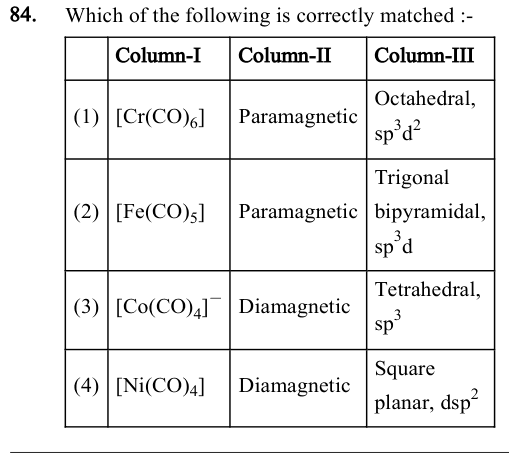 84. Which of the following is correctly matched :-
Column-I Column-II Column-III
(1) [Cr(CO)₆] Paramagnetic Octahedral, sp³d²
(2) [Fe(CO)₅] Paramagnetic Trigonal bipyramidal, sp³d
(3) [Co(CO)₄]⁻ Diamagnetic Tetrahedral, sp³
(4) [Ni(CO)₄] Diamagnetic Square planar, dsp²